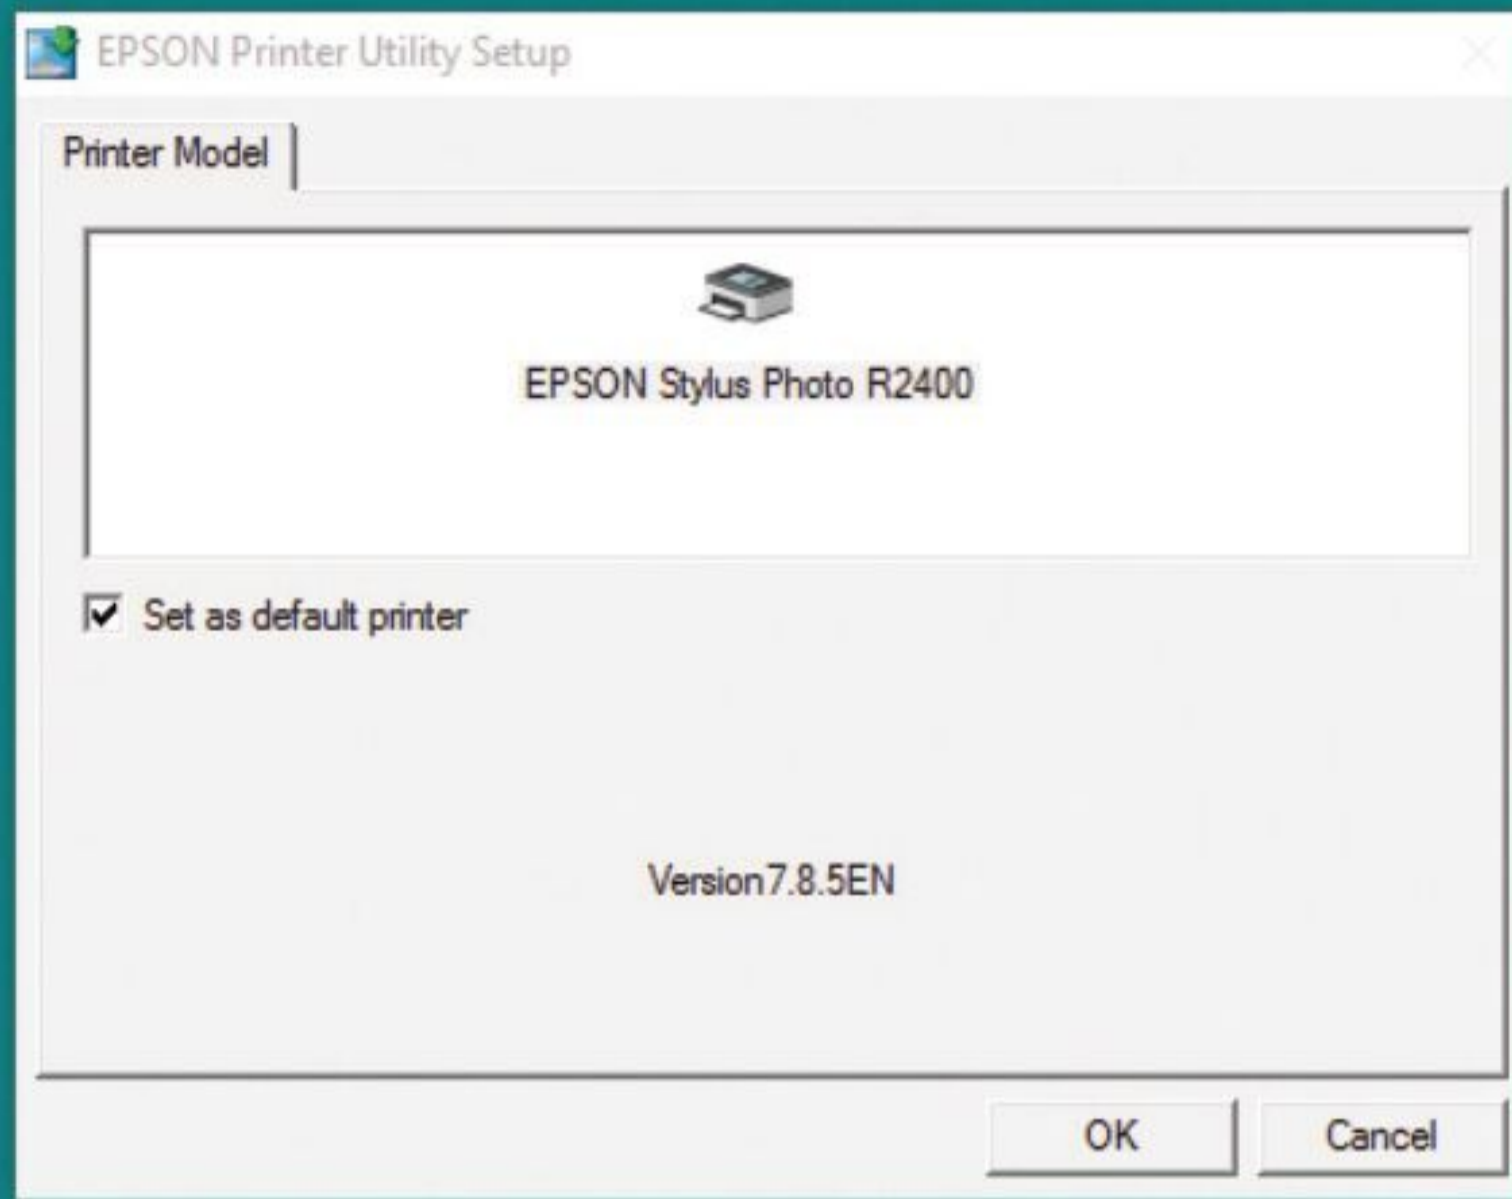 EPSON Printer Utility Setup
Printer Model
EPSON Stylus Photo R2400
Set as default printer
Version7.8.5EN
OK
Cancel